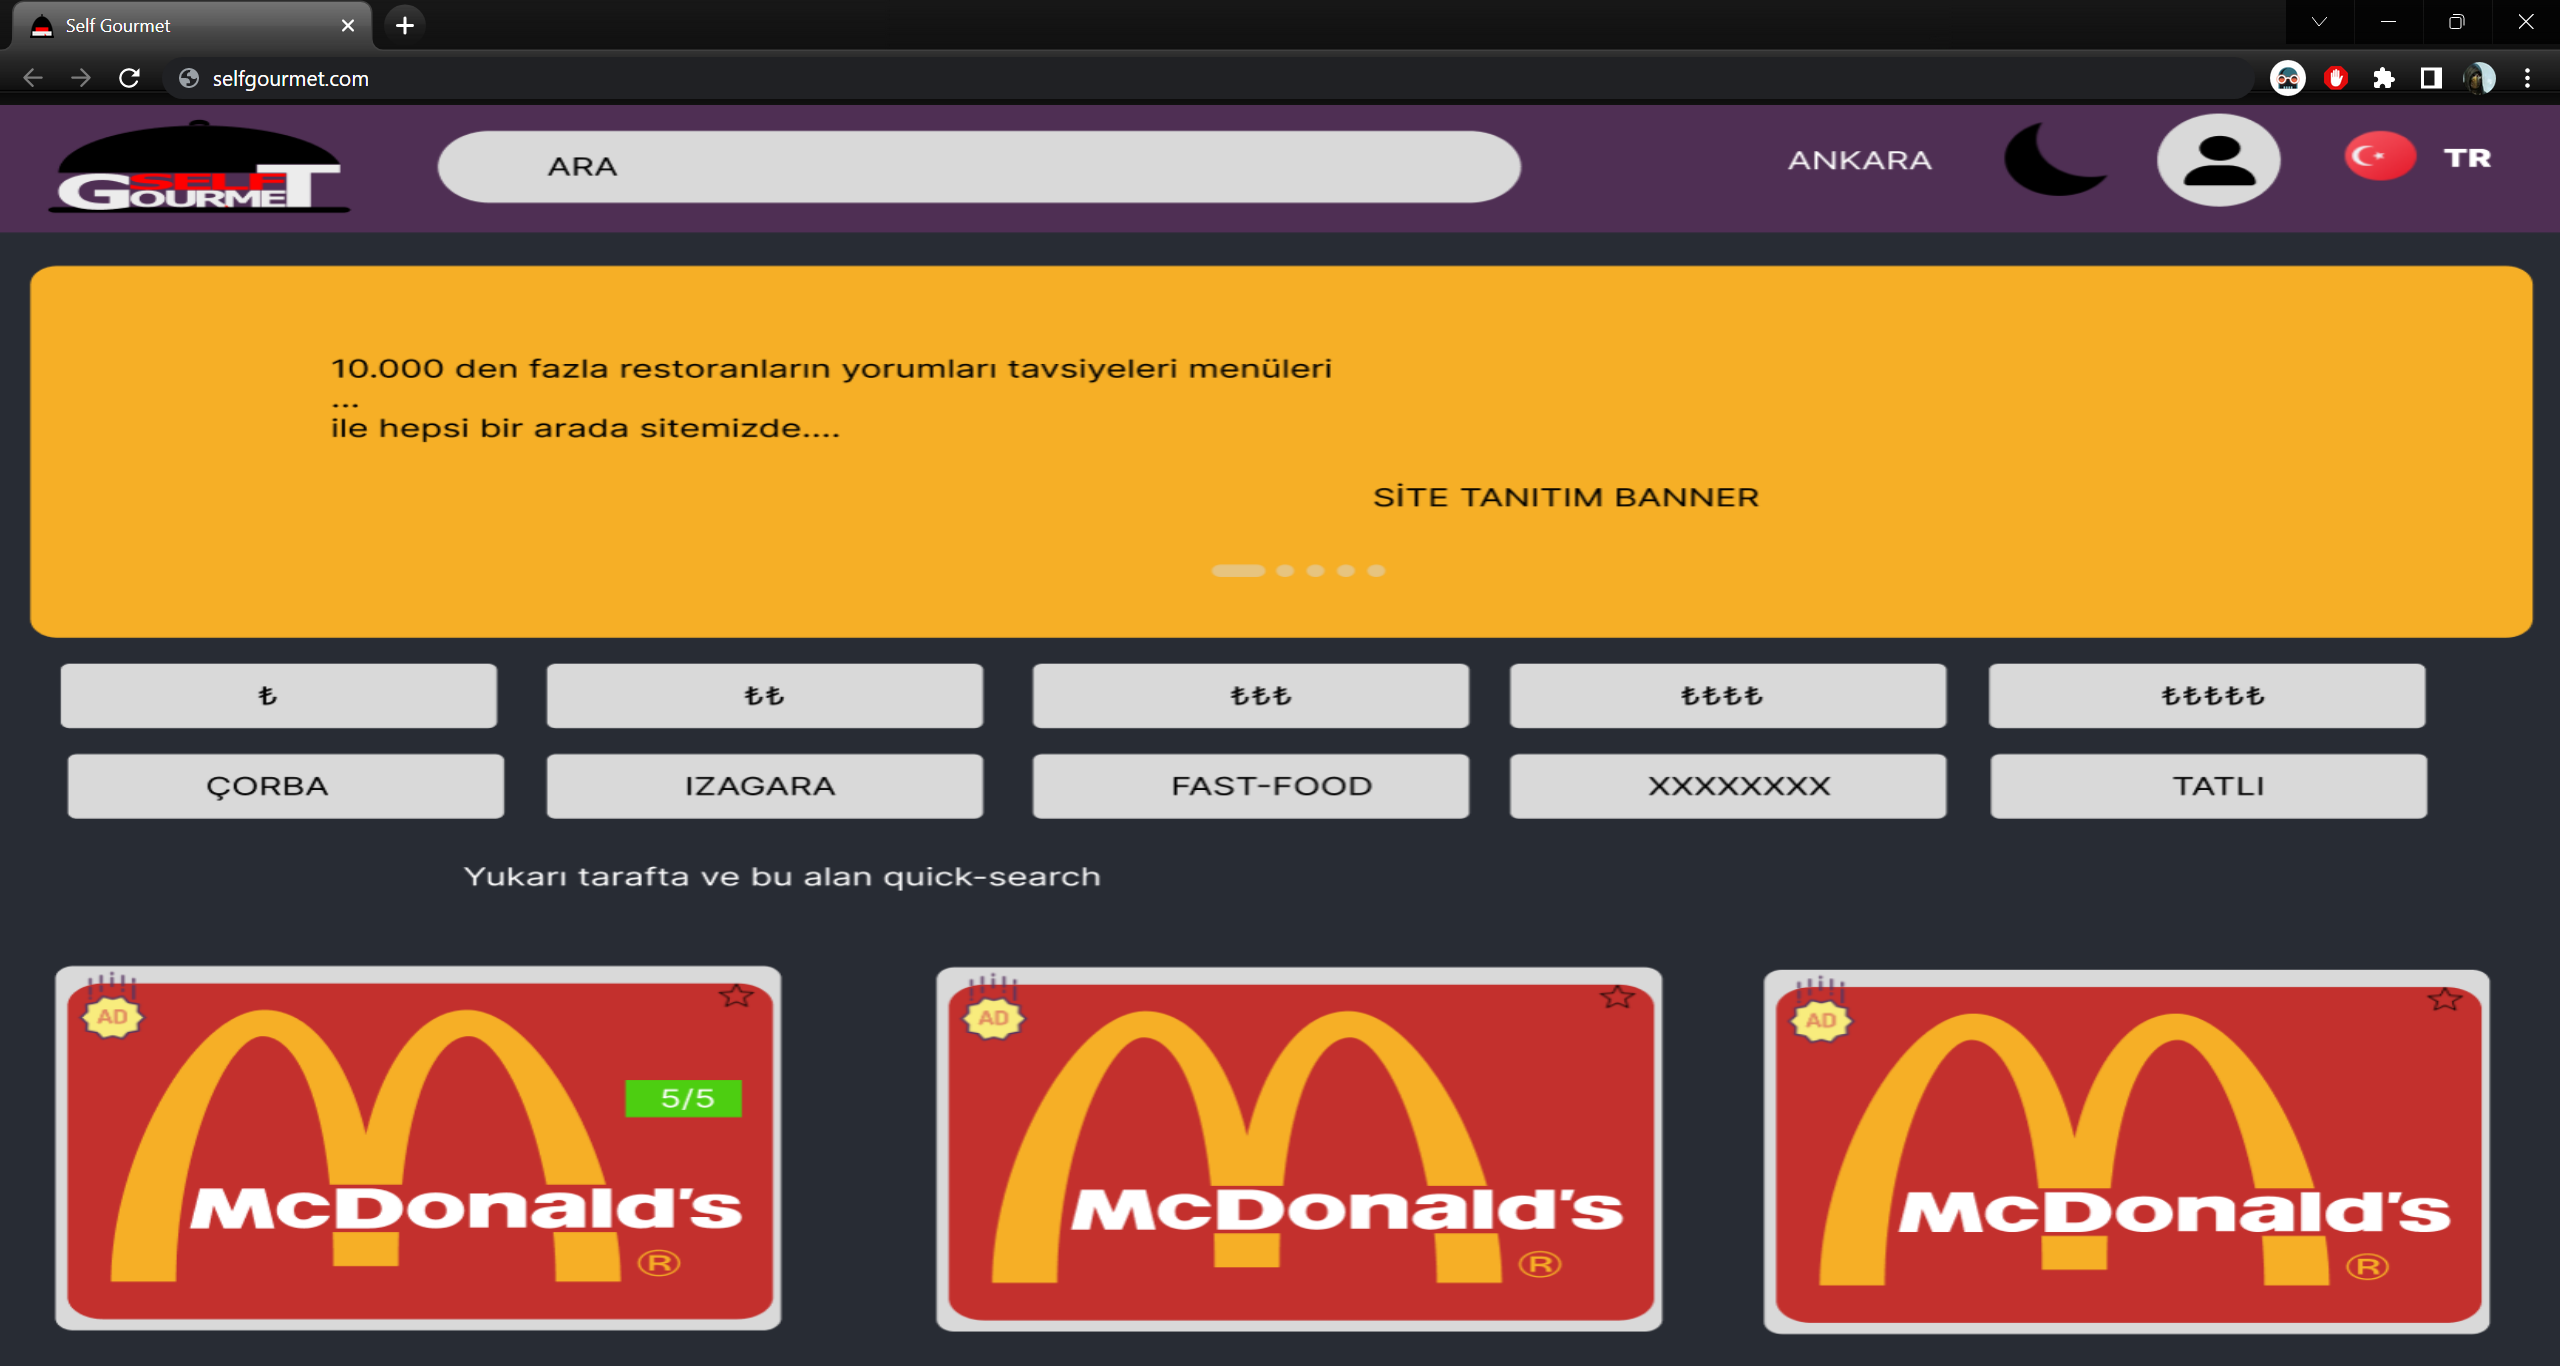 Self Gourmet
selfgourmet.com
SELF
GOURMET
ARA
ANKARA
TR
10.000 den fazla restoranların yorumları tavsiyeleri menüleri
...
ile hepsi bir arada sitemizde....
SİTE TANITIM BANNER
₺ ₺₺ ₺₺₺ ₺₺₺₺ ₺₺₺₺₺
ÇORBA IZAGARA FAST-FOOD XXXXXXXX TATLI
Yukarı tarafta ve bu alan quick-search
AD AD AD
5/5
McDonald's McDonald's McDonald's
® ® ®